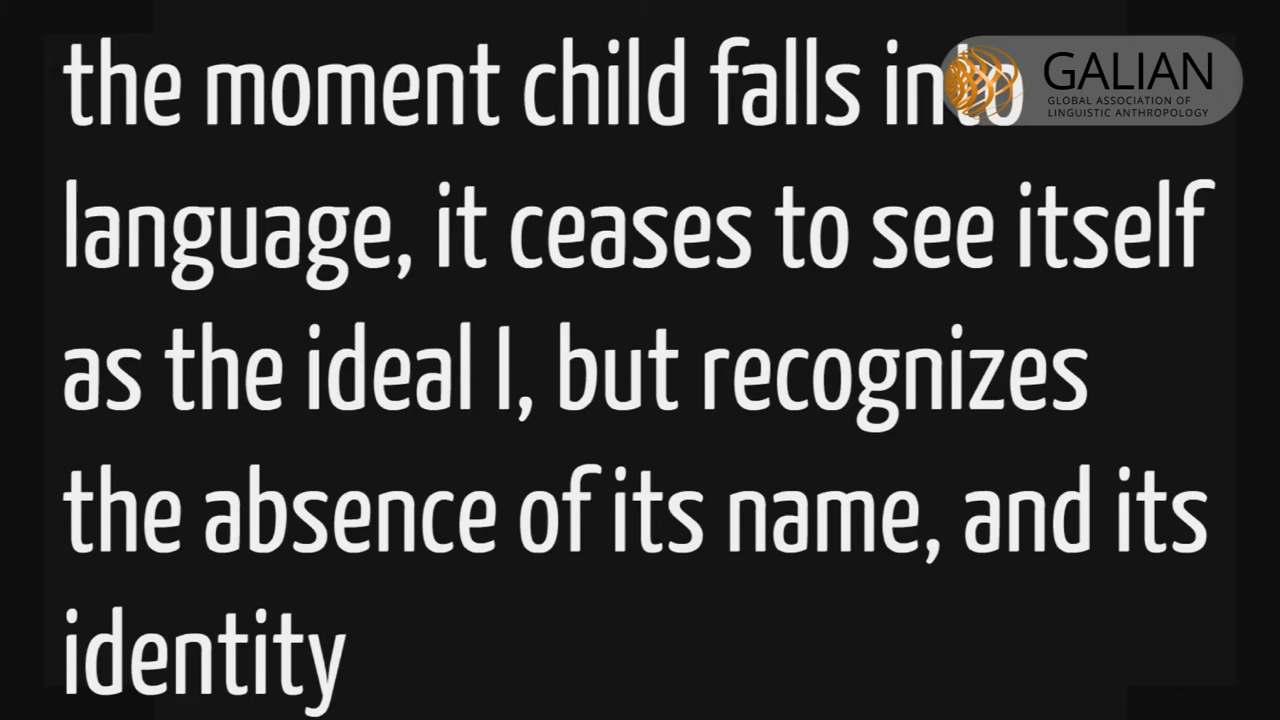 the moment child falls into
GALIAN
GLOBAL ASSOCIATION OF
LINGUISTIC ANTHROPOLOGY
language, it ceases to see itself
as the ideal I, but recognizes
the absence of its name, and its
identity